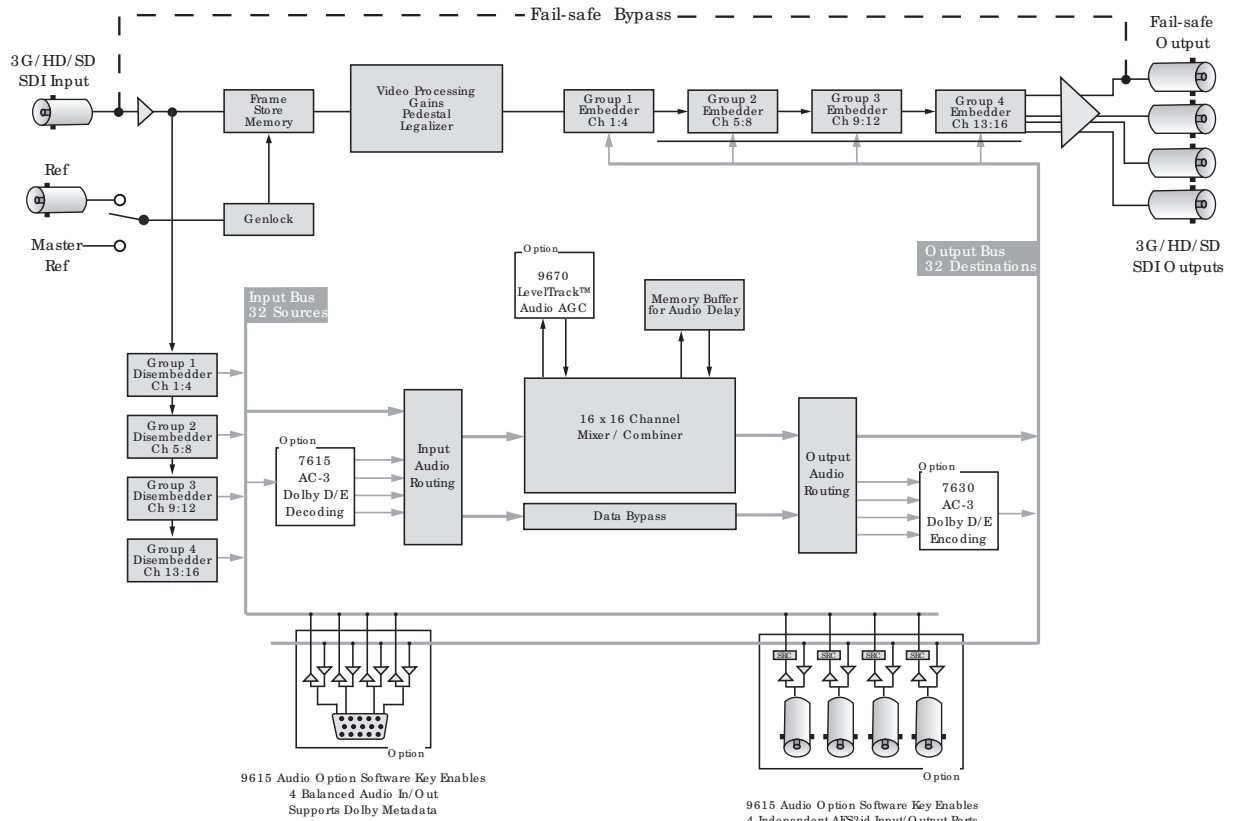 Fail-safe Bypass
Fail-safe
Output
3G/HD/SD
SDI Input
Frame
Store
Memory
Video Processing
Gains
Pedestal
Legalizer
Group 1
Embedder
Ch 1:4
Group 2
Embedder
Ch 5:8
Group 3
Embedder
Ch 9:12
Group 4
Embedder
Ch 13:16
Ref
Genlock
Master
Ref
3G/HD/SD
SDI Outputs
Output Bus
32 Destinations
Option
9670
LevelTrack™
Audio AGC
Memory Buffer
for Audio Delay
Input Bus
32 Sources
Group 1
Disembedder
Ch 1:4
Group 2
Disembedder
Ch 5:8
Group 3
Disembedder
Ch 9:12
Group 4
Disembedder
Ch 13:16
Option
7615
AC-3
Dolby D/E
Decoding
Input
Audio
Routing
16 x 16 Channel
Mixer/ Combiner
Data Bypass
Output
Audio
Routing
Option
7630
AC-3
Dolby D/E
Encoding
SRC
SRC
SRC
SRC
Option
Option
9615 Audio Option Software Key Enables
4 Balanced Audio In/Out
Supports Dolby Metadata
9615 Audio Option Software Key Enables
4 Independent AES3id Input/Output Ports